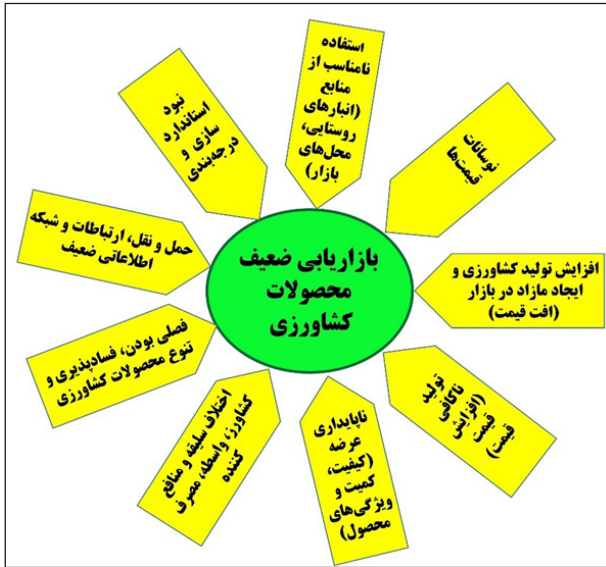 بازاریابی ضعیف
محصولات
کشاورزی
استفاده
نامناسب از
منابع
(انبارهای
روستایی،
محل‌های
بازار)
نوسانات
قیمت‌ها
افزایش تولید کشاورزی و
ایجاد مازاد در بازار
(افت قیمت)
تولید
ناکافی
(افزایش
قیمت
قیمت)
ناپایداری
عرضه
(کیفیت،
کمیت و
ویژگی‌های
محصول)
اختلاف سلیقه و منافع
کشاورز، واسطه، مصرف
کننده
فصلی بودن، فسادپذیری و
تنوع محصولات کشاورزی
حمل و نقل، ارتباطات و شبکه
اطلاعاتی ضعیف
نبود
استاندارد
سازی و
درجه‌بندی